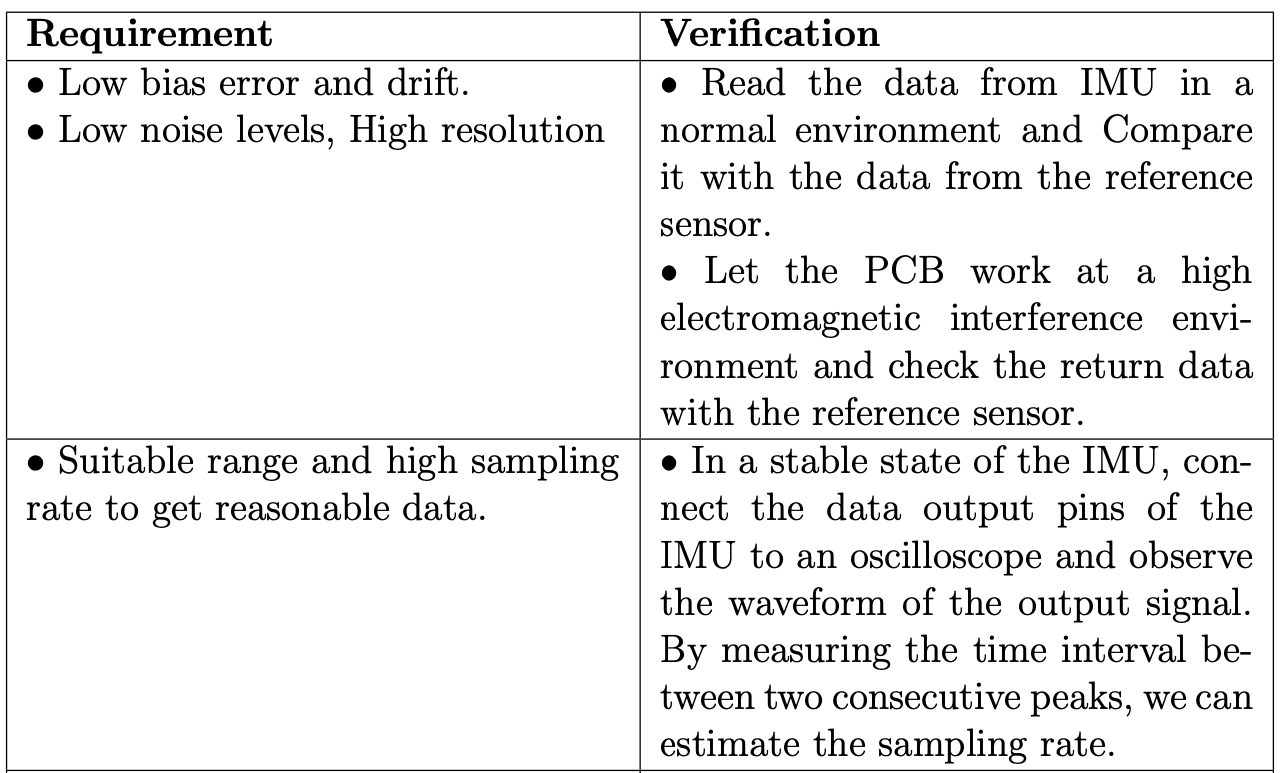 Requirement
Verification
• Low bias error and drift.
• Low noise levels, High resolution
• Read the data from IMU in a
normal environment and Compare
it with the data from the reference
sensor.
• Let the PCB work at a high
electromagnetic interference envi-
ronment and check the return data
with the reference sensor.
• Suitable range and high sampling
rate to get reasonable data.
• In a stable state of the IMU, con-
nect the data output pins of the
IMU to an oscilloscope and observe
the waveform of the output signal.
By measuring the time interval be-
tween two consecutive peaks, we can
estimate the sampling rate.